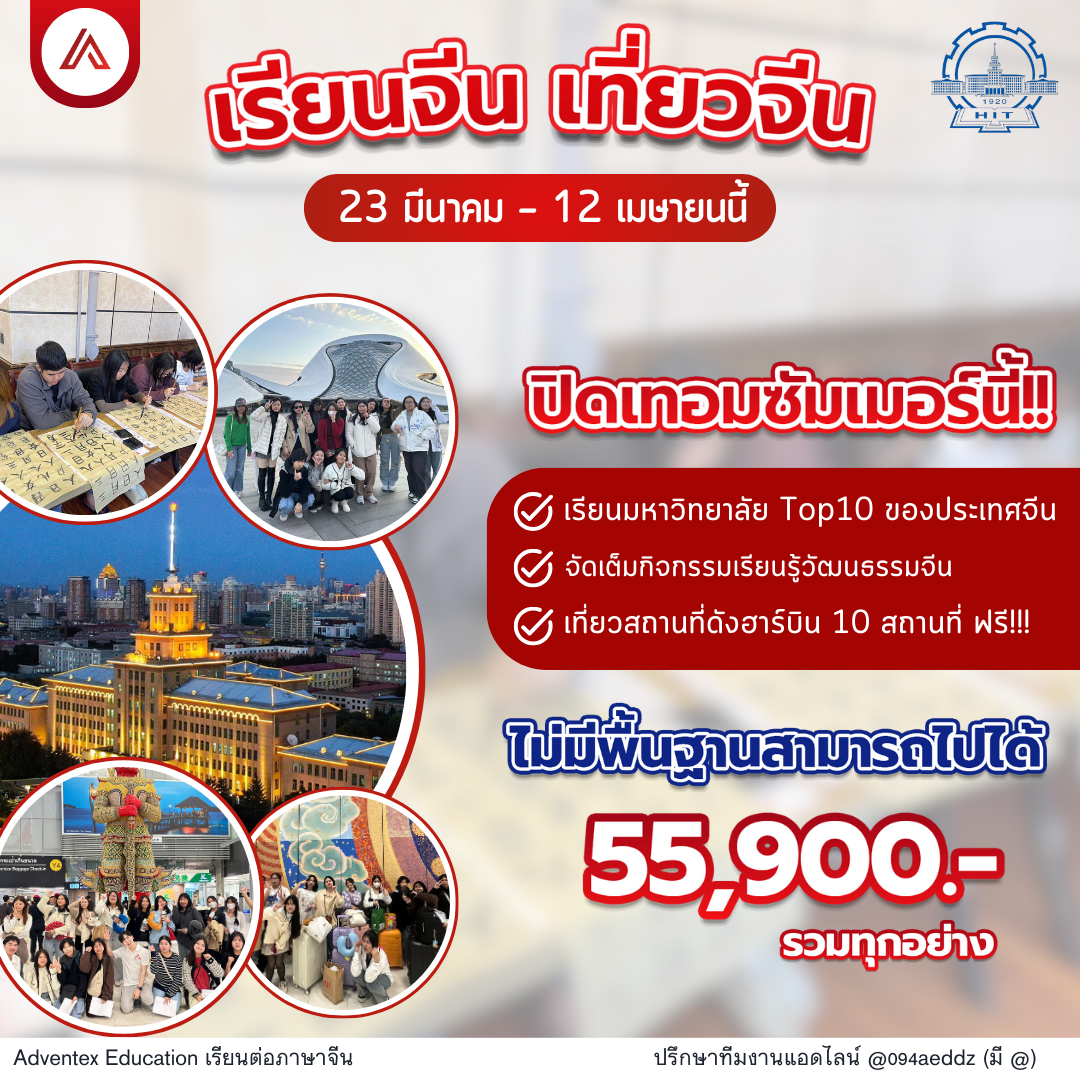 เรียนจีน เที่ยวจีน
1920
HIT
23 มีนาคม - 12 เมษายนนี้
ปิดเทอมซัมเมอร์นี้!!
เรียนมหาวิทยาลัย Top10 ของประเทศจีน
จัดเต็มกิจกรรมเรียนรู้วัฒนธรรมจีน
เที่ยวสถานที่ดังฮาร์บิน 10 สถานที่ ฟรี!!!
ไม่มีพื้นฐานสามารถไปได้
55,900.-
รวมทุกอย่าง
Adventex Education เรียนต่อภาษาจีน
ปรึกษาทีมงานแอดไลน์ @094aeddz (มี @)